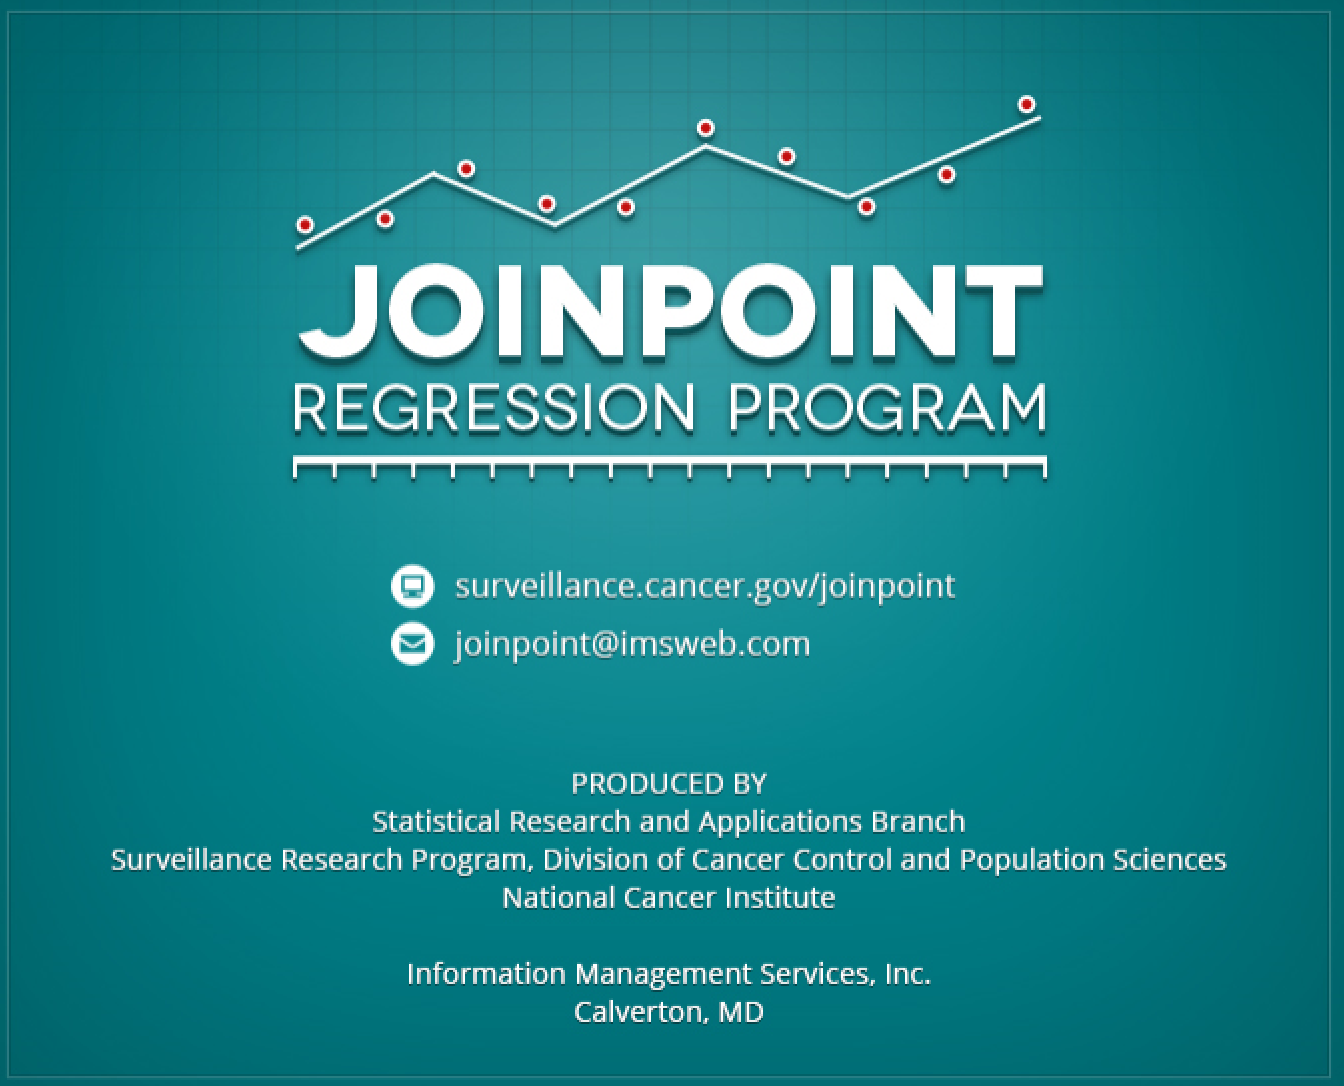 JOINPOINT
REGRESSION PROGRAM
surveillance.cancer.gov/joinpoint
joinpoint@imsweb.com
PRODUCED BY
Statistical Research and Applications Branch
Surveillance Research Program, Division of Cancer Control and Population Sciences
National Cancer Institute
Information Management Services, Inc.
Calverton, MD